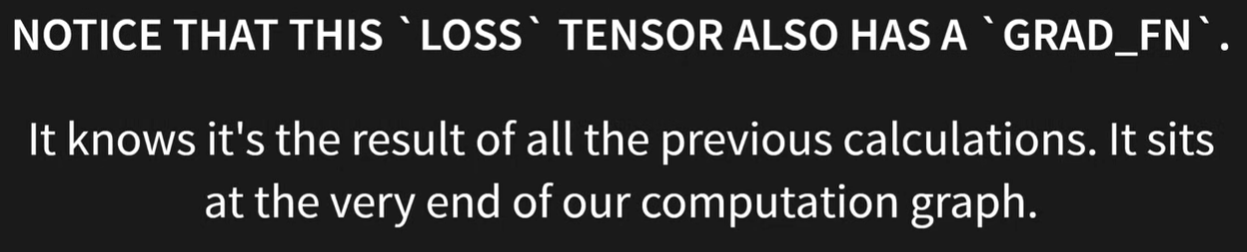 NOTICE THAT THIS `LOSS` TENSOR ALSO HAS A `GRAD_FN`.
It knows it's the result of all the previous calculations. It sits
at the very end of our computation graph.